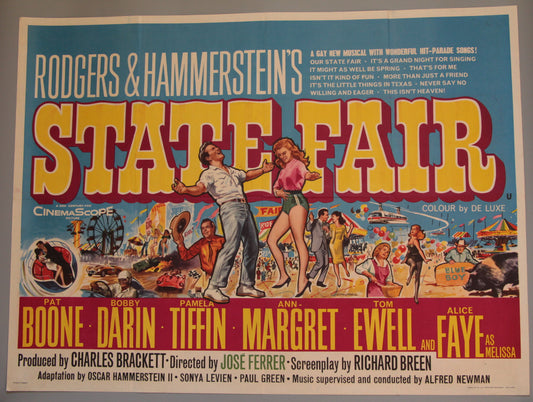 RODGERS & HAMMERSTEIN'S
A GAY NEW MUSICAL WITH WONDERFUL HIT-PARADE SONGS!
OUR STATE FAIR - IT'S A GRAND NIGHT FOR SINGING
IT MIGHT AS WELL BE SPRING - THAT'S FOR ME
ISN'T IT KIND OF FUN - MORE THAN JUST A FRIEND
IT'S THE LITTLE THINGS IN TEXAS - NEVER SAY NO
WILLING AND EAGER - THIS ISN'T HEAVEN!
STATE FAIR
U
COLOUR by DE LUXE
CINEMASCOPE
PICTURE
FAIR
BLUE
BOY
PAT BOONE · BOBBY DARIN · PAMELA TIFFIN · ANN-MARGRET · TOM EWELL AND ALICE FAYE AS MELISSA
Produced by CHARLES BRACKETT · Directed by JOSE FERRER · Screenplay by RICHARD BREEN
Adaptation by OSCAR HAMMERSTEIN II · SONYA LEVIEN · PAUL GREEN · Music supervised and conducted by ALFRED NEWMAN